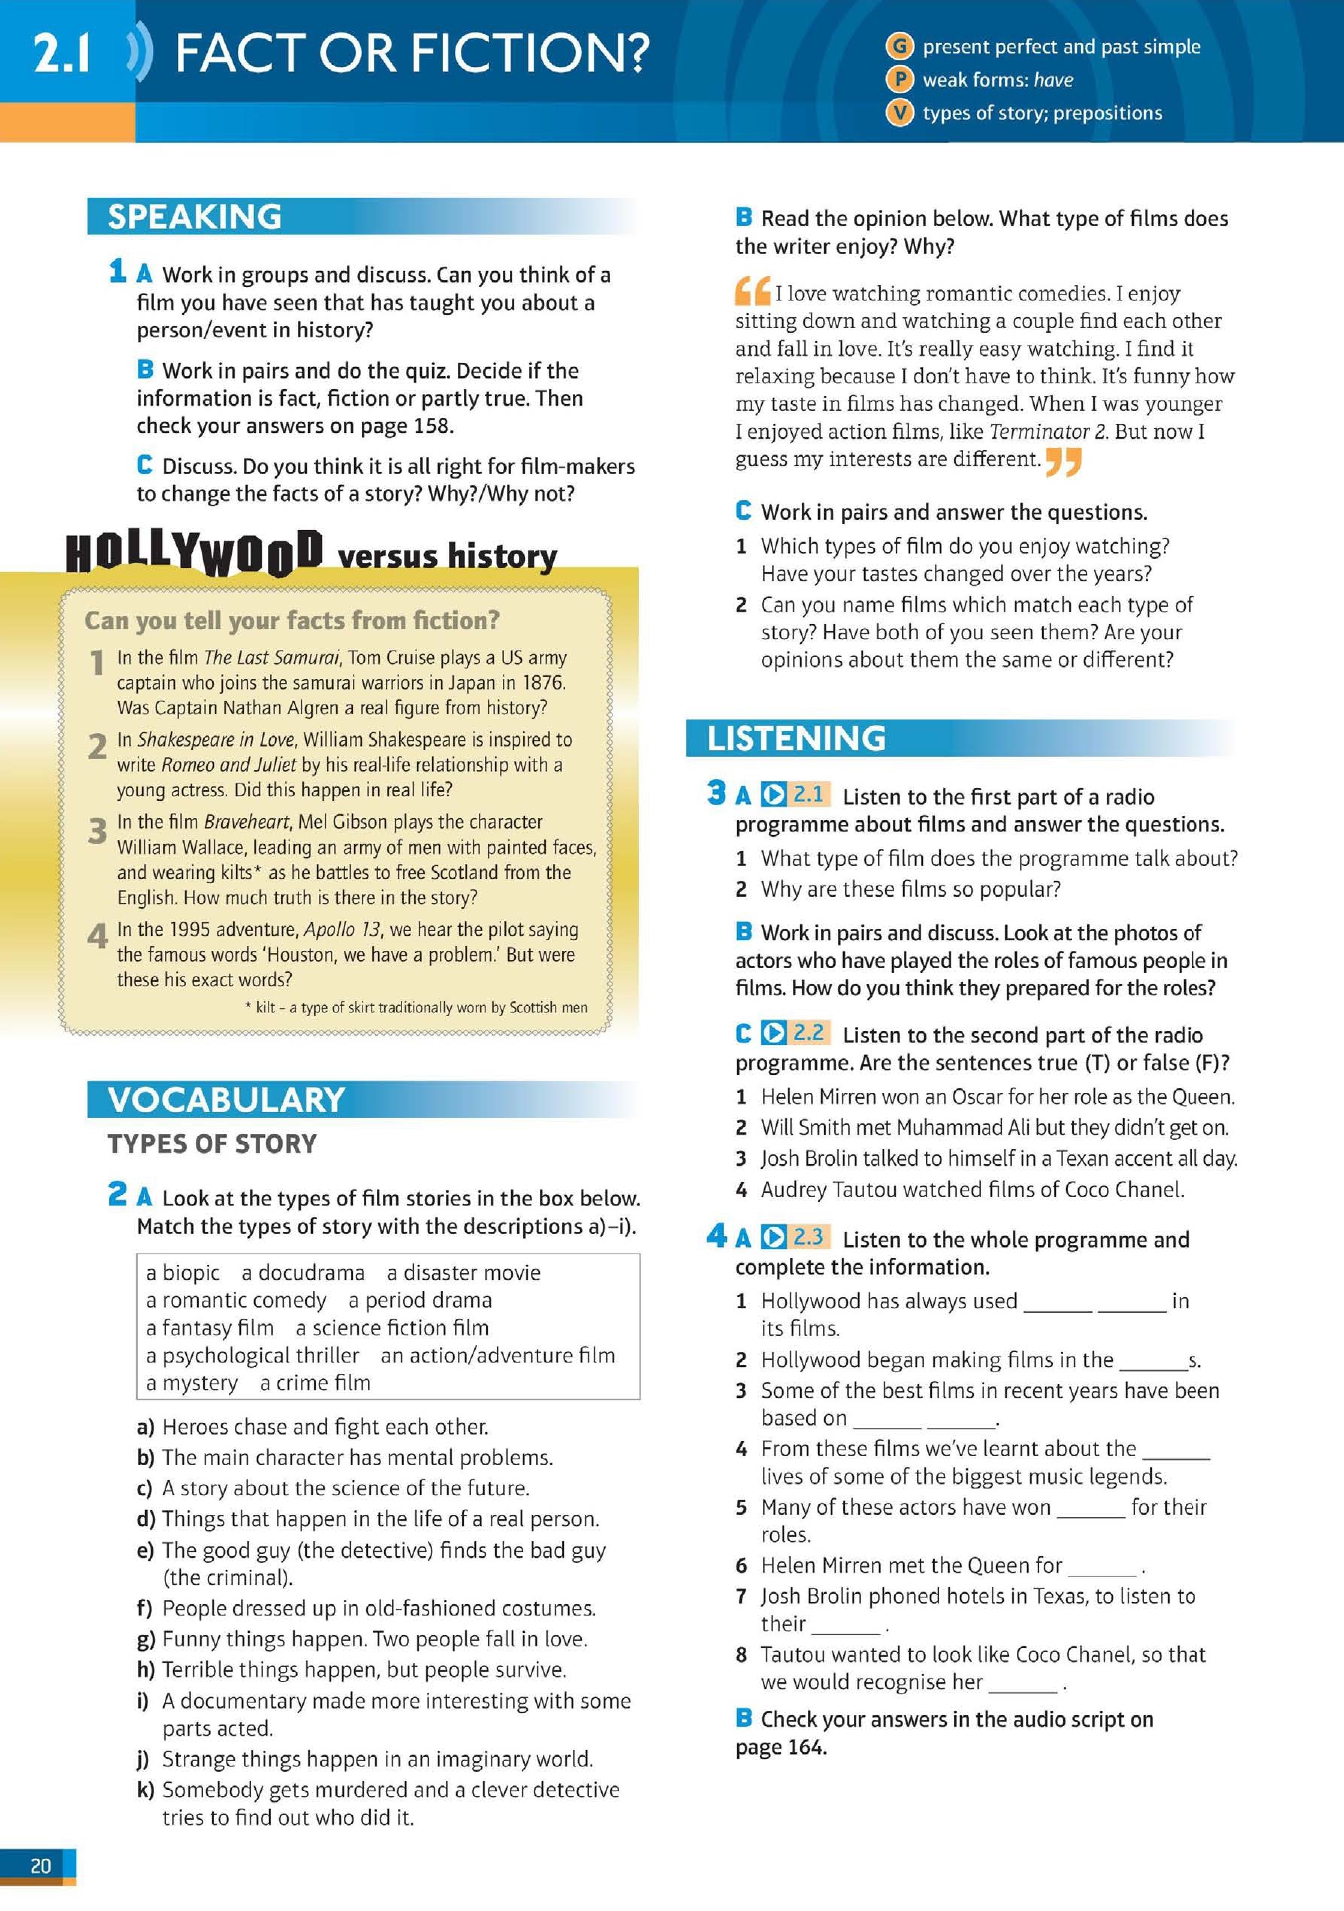 2.1 FACT OR FICTION?
G present perfect and past simple
P weak forms: have
V types of story; prepositions
SPEAKING
1 A Work in groups and discuss. Can you think of a
film you have seen that has taught you about a
person/event in history?
B Work in pairs and do the quiz. Decide if the
information is fact, fiction or partly true. Then
check your answers on page 158.
C Discuss. Do you think it is all right for film-makers
to change the facts of a story? Why?/Why not?
HOLLYWOOD versus history
Can you tell your facts from fiction?
1 In the film The Last Samurai, Tom Cruise plays a US army
captain who joins the samurai warriors in Japan in 1876.
Was Captain Nathan Algren a real figure from history?
2 In Shakespeare in Love, William Shakespeare is inspired to
write Romeo and Juliet by his real-life relationship with a
young actress. Did this happen in real life?
3 In the film Braveheart, Mel Gibson plays the character
William Wallace, leading an army of men with painted faces,
and wearing kilts* as he battles to free Scotland from the
English. How much truth is there in the story?
4 In the 1995 adventure, Apollo 13, we hear the pilot saying
the famous words ‘Houston, we have a problem.’ But were
these his exact words?
* kilt – a type of skirt traditionally worn by Scottish men
VOCABULARY
TYPES OF STORY
2 A Look at the types of film stories in the box below.
Match the types of story with the descriptions a)–i).
a biopic a docudrama a disaster movie
a romantic comedy a period drama
a fantasy film a science fiction film
a psychological thriller an action/adventure film
a mystery a crime film
a) Heroes chase and fight each other.
b) The main character has mental problems.
c) A story about the science of the future.
d) Things that happen in the life of a real person.
e) The good guy (the detective) finds the bad guy
(the criminal).
f) People dressed up in old-fashioned costumes.
g) Funny things happen. Two people fall in love.
h) Terrible things happen, but people survive.
i) A documentary made more interesting with some
parts acted.
j) Strange things happen in an imaginary world.
k) Somebody gets murdered and a clever detective
tries to find out who did it.
20
B Read the opinion below. What type of films does
the writer enjoy? Why?
“I love watching romantic comedies. I enjoy
sitting down and watching a couple find each other
and fall in love. It’s really easy watching. I find it
relaxing because I don’t have to think. It’s funny how
my taste in films has changed. When I was younger
I enjoyed action films, like Terminator 2. But now I
guess my interests are different.”
C Work in pairs and answer the questions.
1 Which types of film do you enjoy watching?
Have your tastes changed over the years?
2 Can you name films which match each type of
story? Have both of you seen them? Are your
opinions about them the same or different?
LISTENING
3 A 2.1 Listen to the first part of a radio
programme about films and answer the questions.
1 What type of film does the programme talk about?
2 Why are these films so popular?
B Work in pairs and discuss. Look at the photos of
actors who have played the roles of famous people in
films. How do you think they prepared for the roles?
C 2.2 Listen to the second part of the radio
programme. Are the sentences true (T) or false (F)?
1 Helen Mirren won an Oscar for her role as the Queen.
2 Will Smith met Muhammad Ali but they didn’t get on.
3 Josh Brolin talked to himself in a Texan accent all day.
4 Audrey Tautou watched films of Coco Chanel.
4 A 2.3 Listen to the whole programme and
complete the information.
1 Hollywood has always used ______ ______ in
its films.
2 Hollywood began making films in the ______s.
3 Some of the best films in recent years have been
based on ______ ______.
4 From these films we’ve learnt about the ______
lives of some of the biggest music legends.
5 Many of these actors have won ______ for their
roles.
6 Helen Mirren met the Queen for ______ .
7 Josh Brolin phoned hotels in Texas, to listen to
their ______ .
8 Tautou wanted to look like Coco Chanel, so that
we would recognise her ______ .
B Check your answers in the audio script on
page 164.